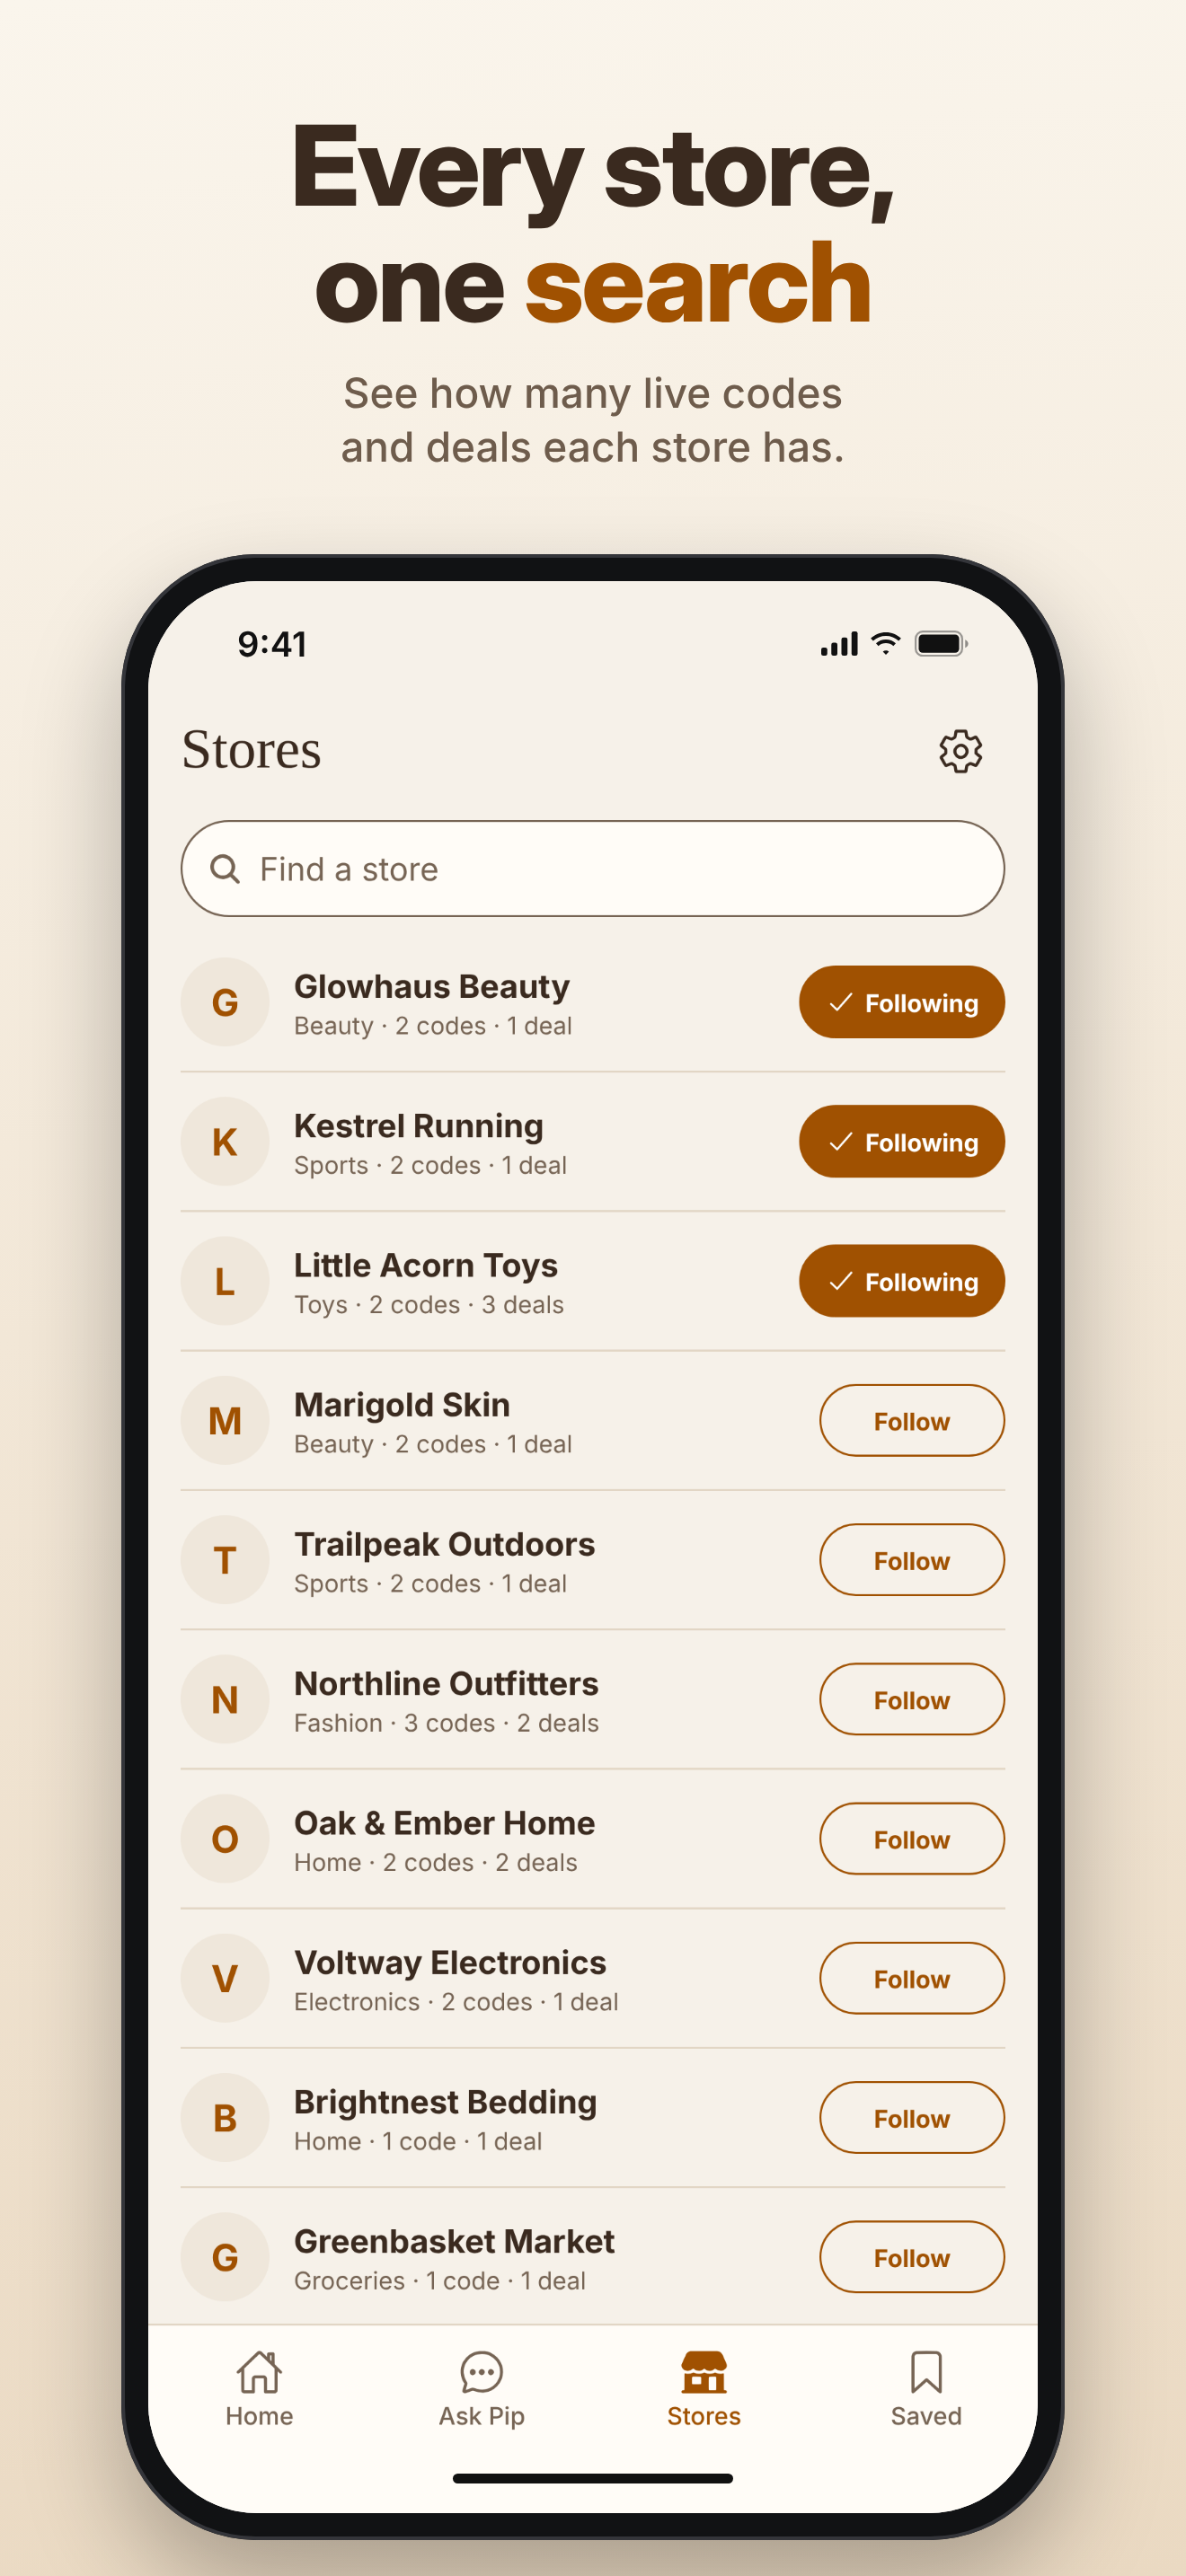 Every store,
one search
See how many live codes
and deals each store has.
9:41
Stores
Find a store
G
Glowhaus Beauty
Beauty · 2 codes · 1 deal
Following
K
Kestrel Running
Sports · 2 codes · 1 deal
Following
L
Little Acorn Toys
Toys · 2 codes · 3 deals
Following
M
Marigold Skin
Beauty · 2 codes · 1 deal
Follow
T
Trailpeak Outdoors
Sports · 2 codes · 1 deal
Follow
N
Northline Outfitters
Fashion · 3 codes · 2 deals
Follow
O
Oak & Ember Home
Home · 2 codes · 2 deals
Follow
V
Voltway Electronics
Electronics · 2 codes · 1 deal
Follow
B
Brightnest Bedding
Home · 1 code · 1 deal
Follow
G
Greenbasket Market
Groceries · 1 code · 1 deal
Follow
Home
Ask Pip
Stores
Saved